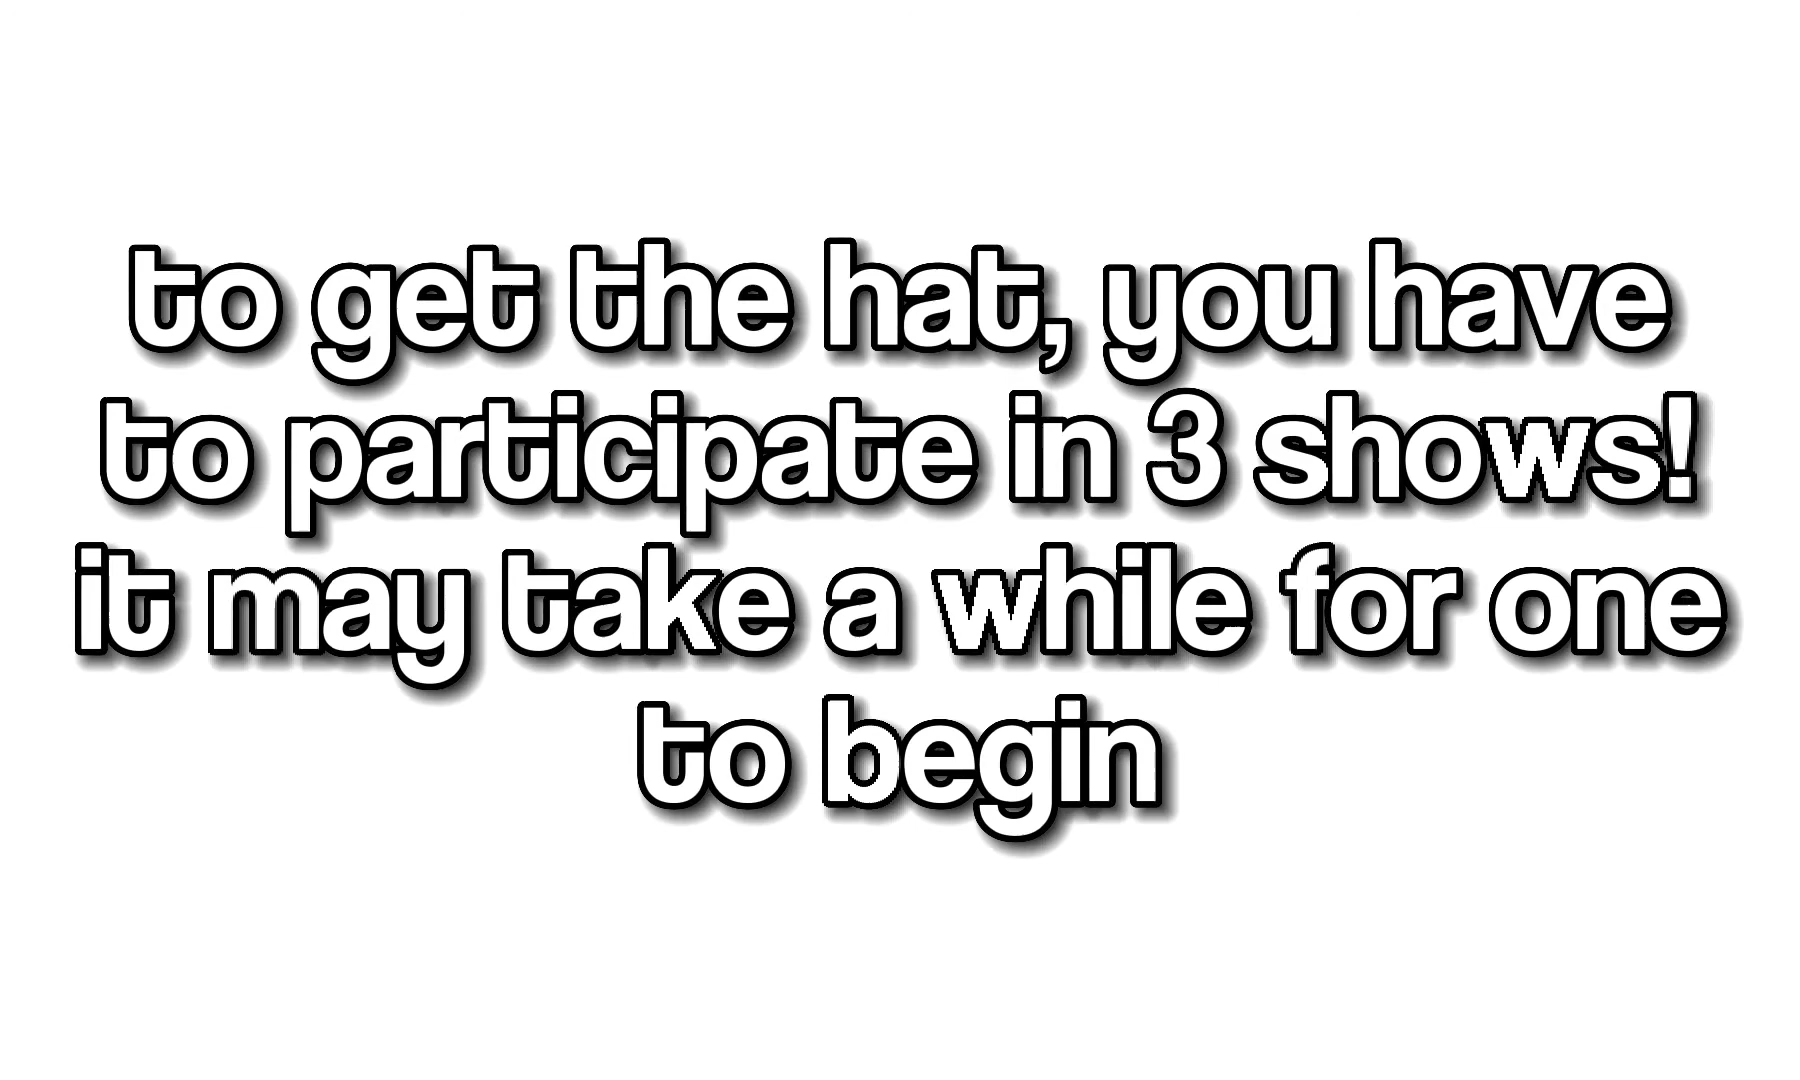 to get the hat, you have
to participate in 3 shows!
it may take a while for one
to begin